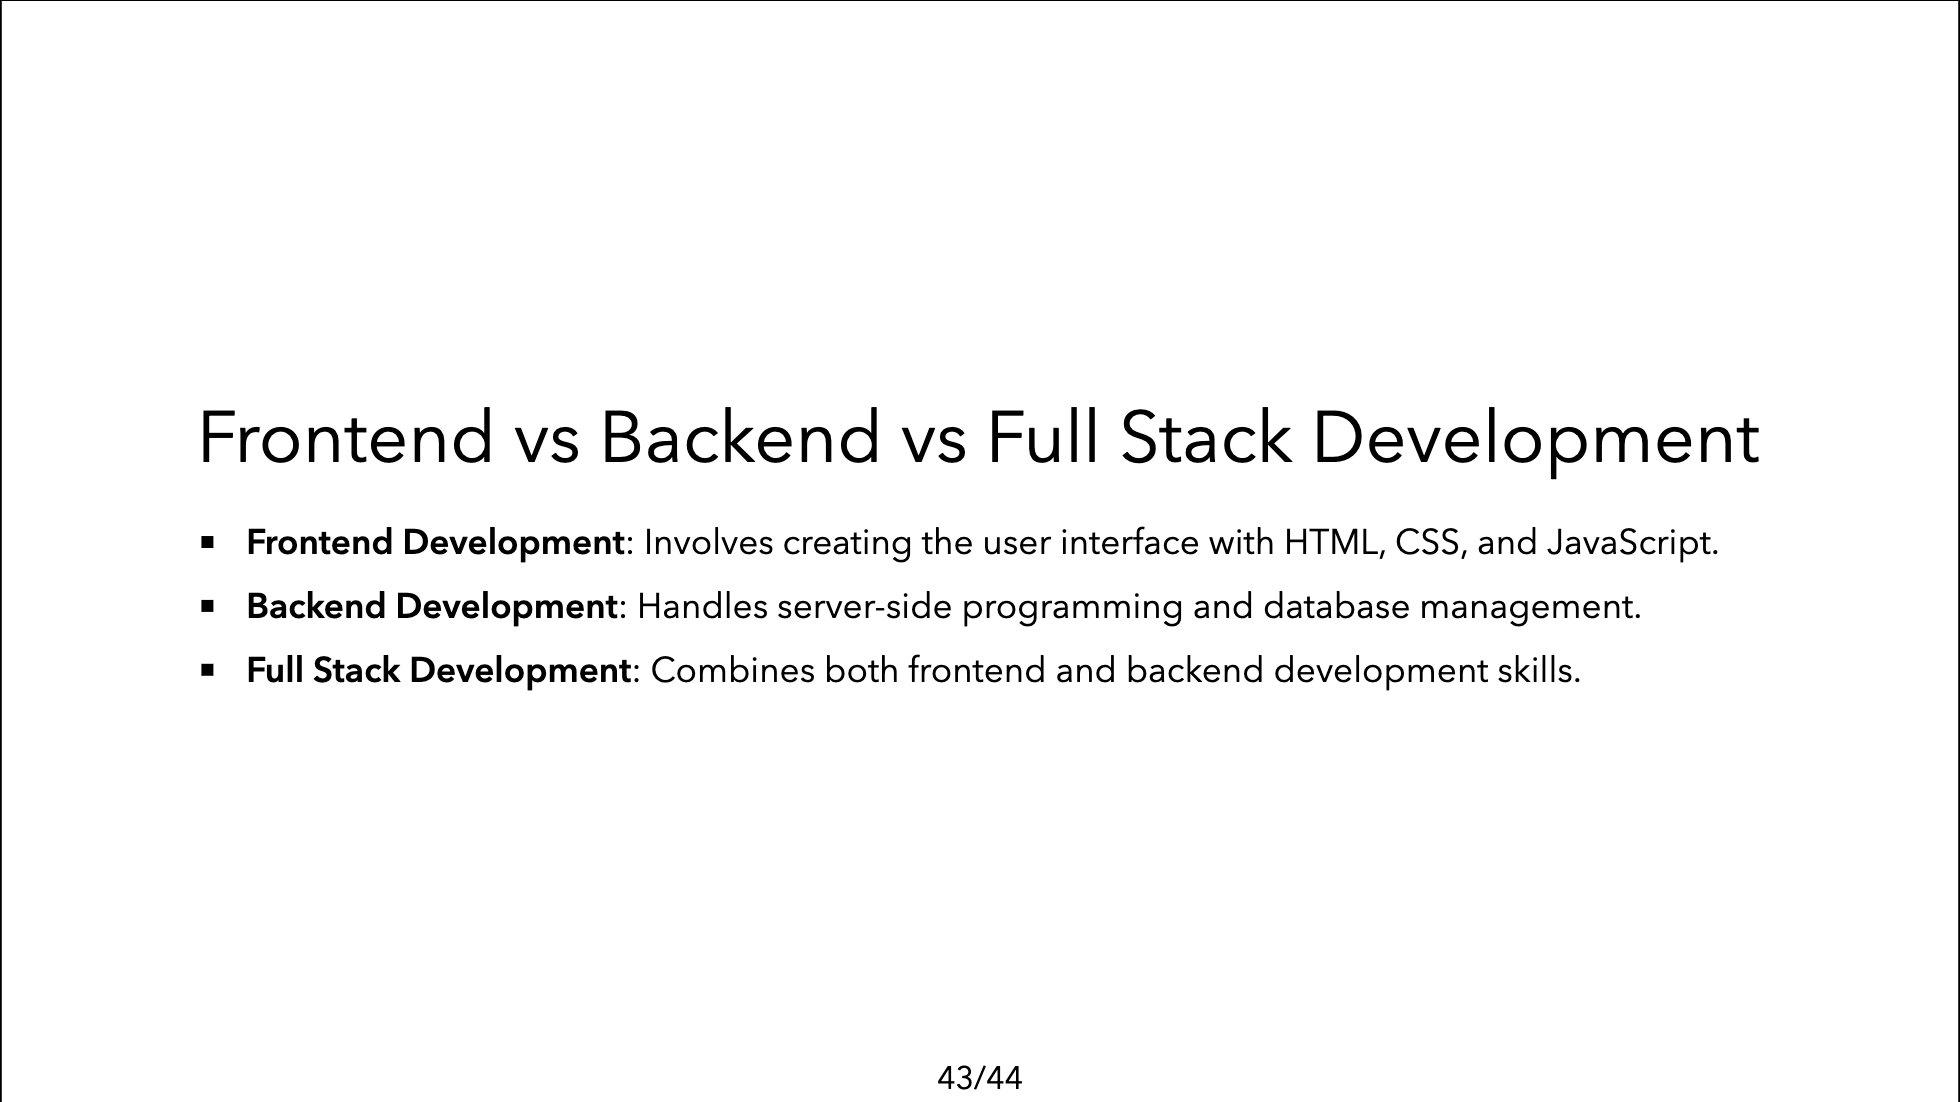 Frontend vs Backend vs Full Stack Development
▪ Frontend Development: Involves creating the user interface with HTML, CSS, and JavaScript.
▪ Backend Development: Handles server-side programming and database management.
▪ Full Stack Development: Combines both frontend and backend development skills.
43/44